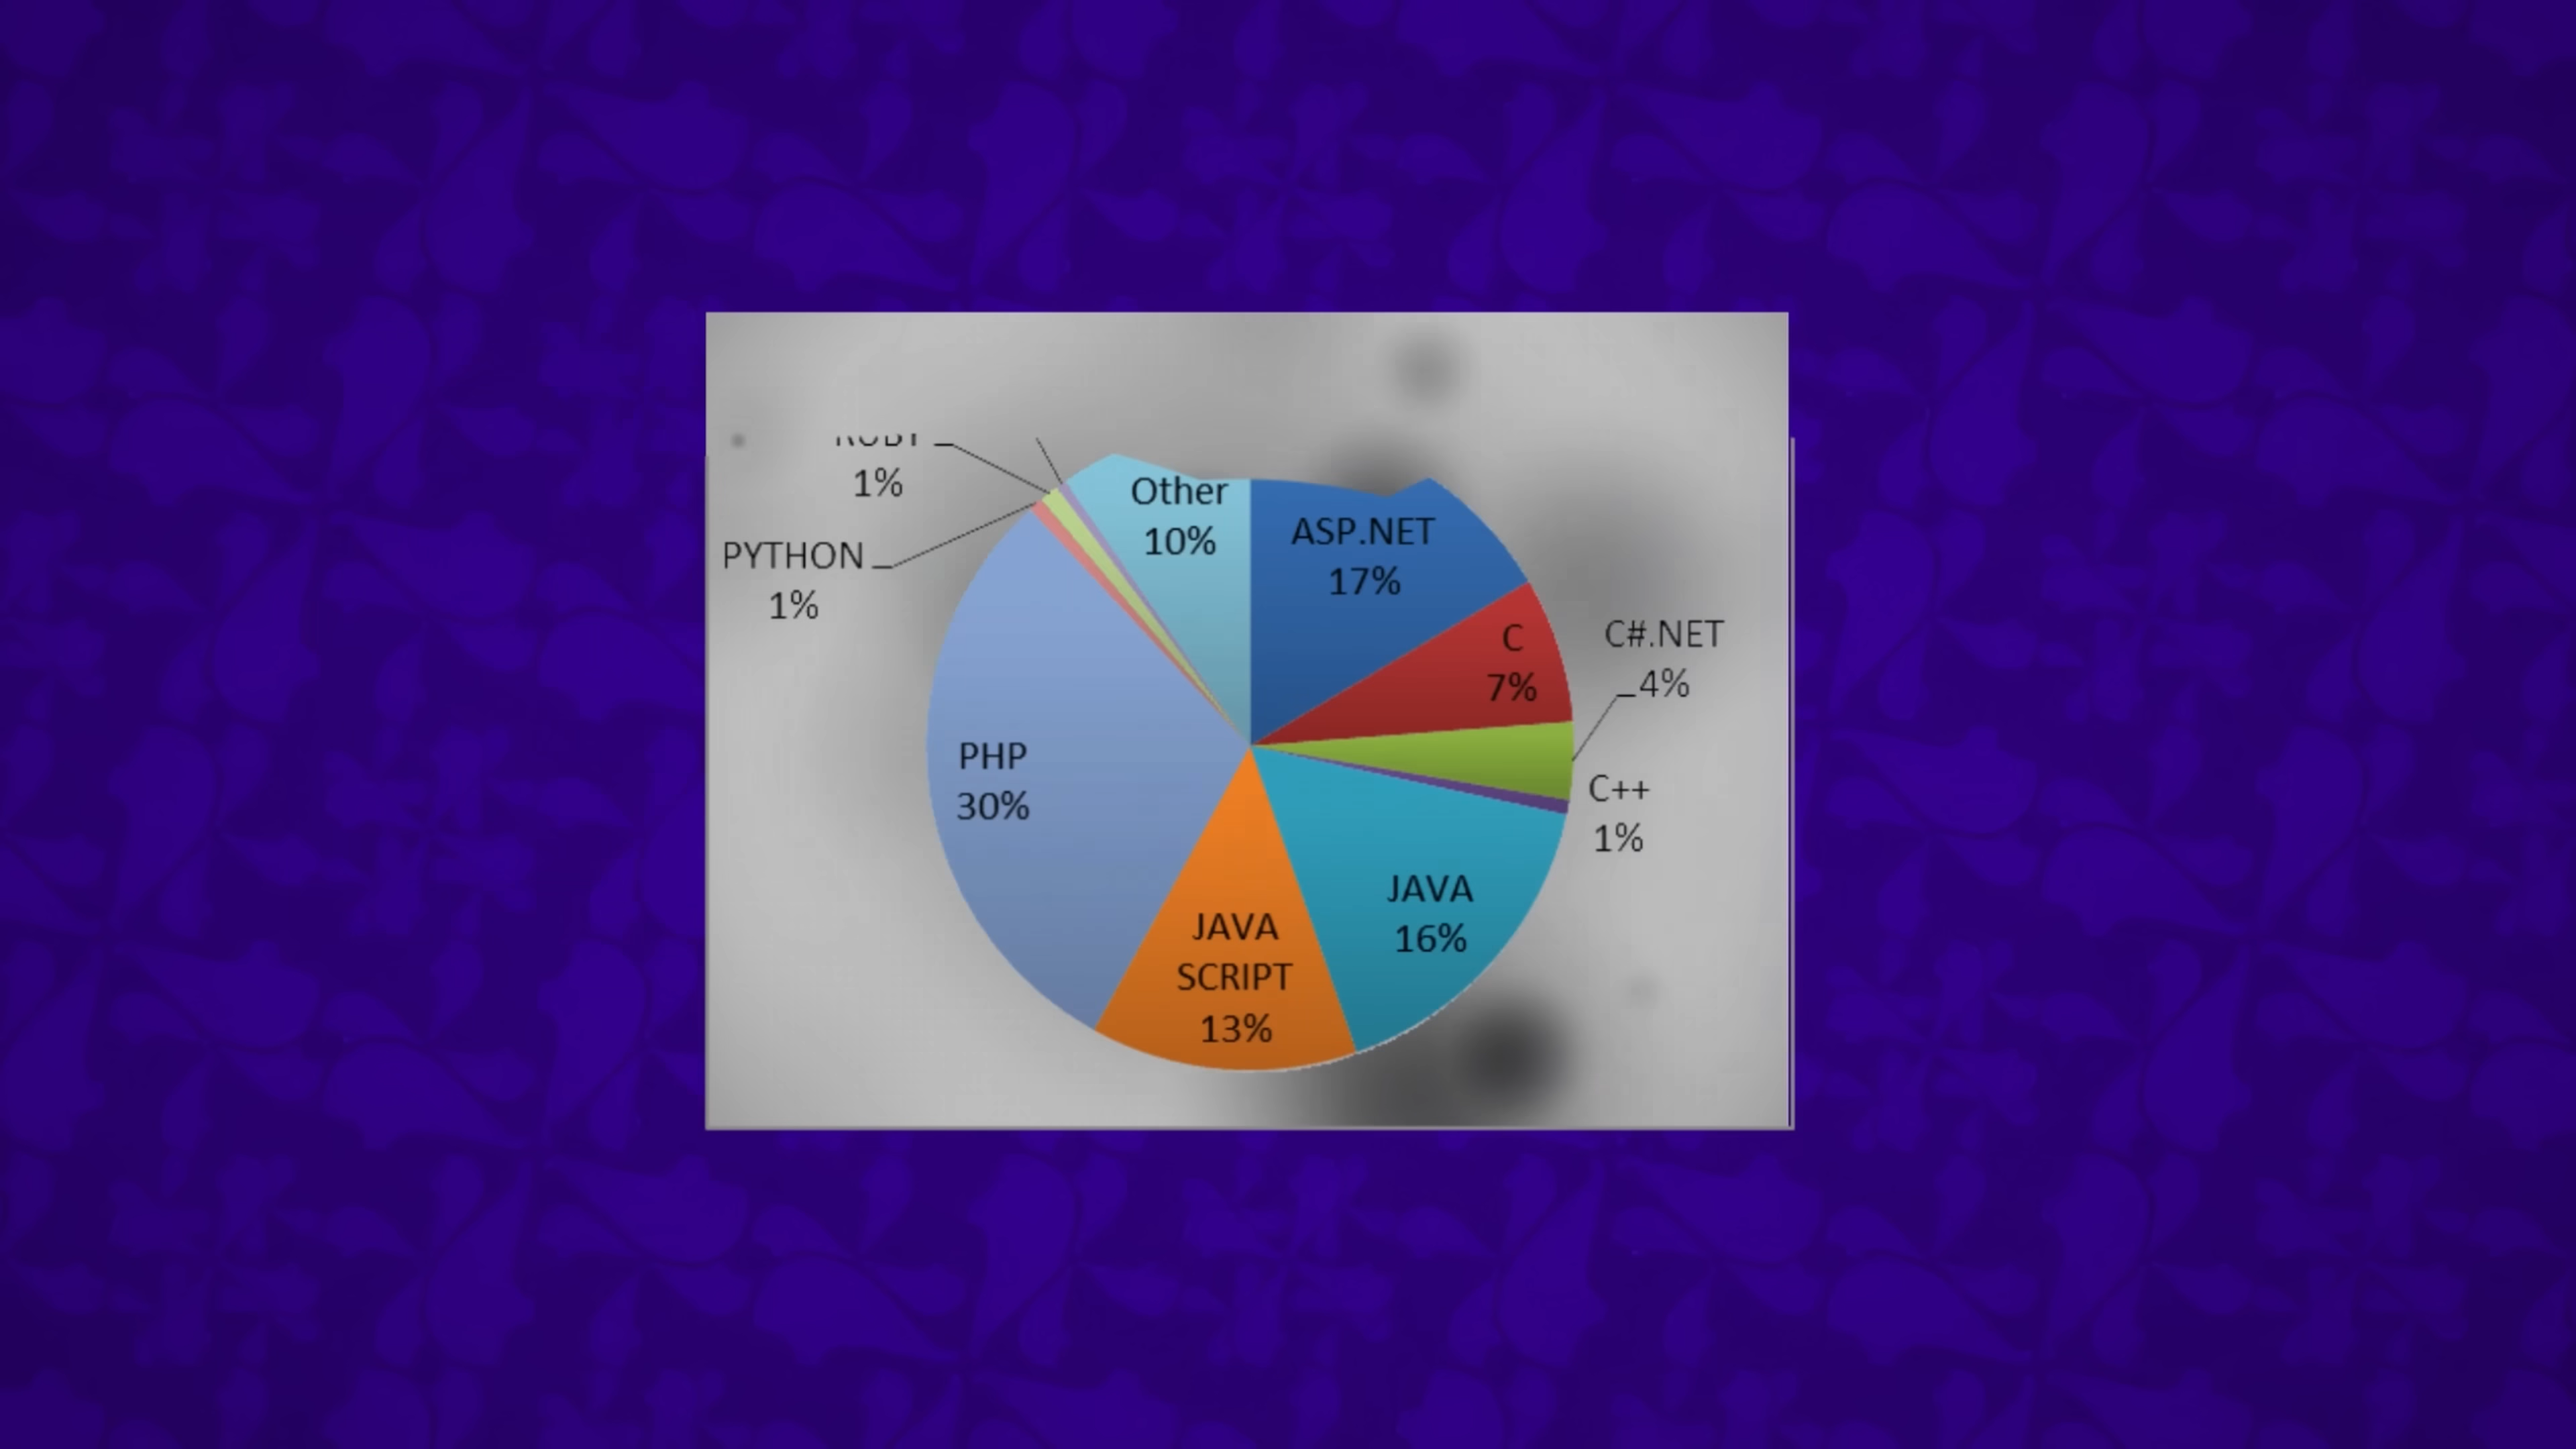 RUBY
1%
PYTHON
1%
Other
10%
ASP.NET
17%
C
7%
C#.NET
4%
C++
1%
JAVA
16%
JAVA
SCRIPT
13%
PHP
30%